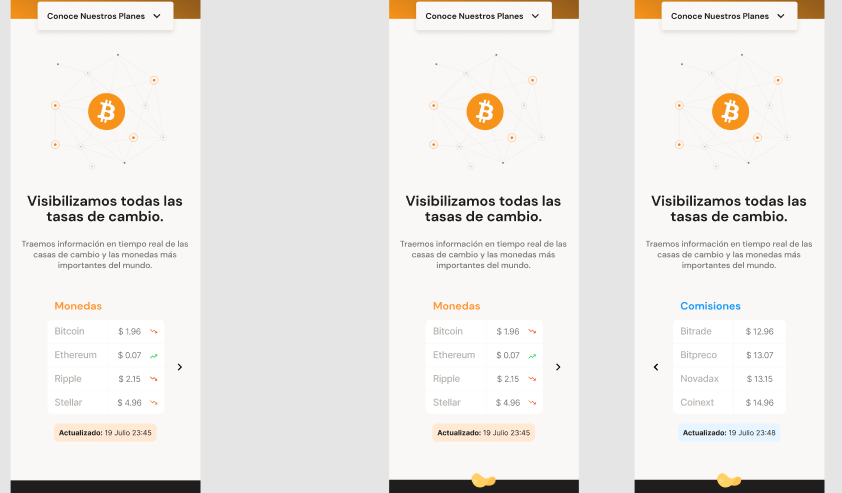 Conoce Nuestros Planes
Visibilizamos todas las
tasas de cambio.
Traemos información en tiempo real de las
casas de cambio y las monedas más
importantes del mundo.
Monedas
Bitcoin $ 1.96
Ethereum $ 0.07
Ripple $ 2.15
Stellar $ 4.96
Actualizado: 19 Julio 23:45
Conoce Nuestros Planes
Visibilizamos todas las
tasas de cambio.
Traemos información en tiempo real de las
casas de cambio y las monedas más
importantes del mundo.
Monedas
Bitcoin $ 1.96
Ethereum $ 0.07
Ripple $ 2.15
Stellar $ 4.96
Actualizado: 19 Julio 23:45
Conoce Nuestros Planes
Visibilizamos todas las
tasas de cambio.
Traemos información en tiempo real de las
casas de cambio y las monedas más
importantes del mundo.
Comisiones
Bitrade $ 12.96
Bitpreco $ 13.07
Novadax $ 13.15
Coinext $ 14.96
Actualizado: 19 Julio 23:48